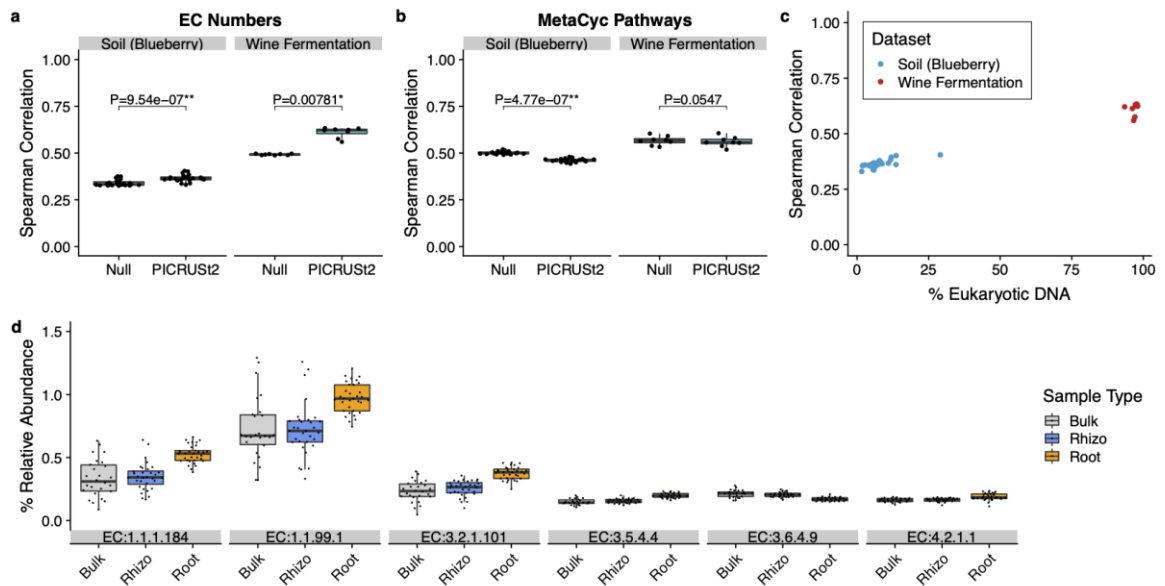 a
EC Numbers
Soil (Blueberry)
Wine Fermentation
Spearman Correlation
1.00
0.75
0.50
0.25
0.00
P=9.54e-07**
P=0.00781*
Null
PICRUSt2
Null
PICRUSt2
b
MetaCyc Pathways
Soil (Blueberry)
Wine Fermentation
Spearman Correlation
1.00
0.75
0.50
0.25
0.00
P=4.77e-07**
P=0.0547
Null
PICRUSt2
Null
PICRUSt2
c
Spearman Correlation
1.00
0.75
0.50
0.25
0.00
Dataset
Soil (Blueberry)
Wine Fermentation
0
25
50
75
100
% Eukaryotic DNA
d
% Relative Abundance
1.5
1.0
0.5
0.0
EC:1.1.1.184
EC:1.1.99.1
EC:3.2.1.101
EC:3.5.4.4
EC:3.6.4.9
EC:4.2.1.1
Bulk
Rhizo
Root
Bulk
Rhizo
Root
Bulk
Rhizo
Root
Bulk
Rhizo
Root
Bulk
Rhizo
Root
Bulk
Rhizo
Root
Sample Type
Bulk
Rhizo
Root